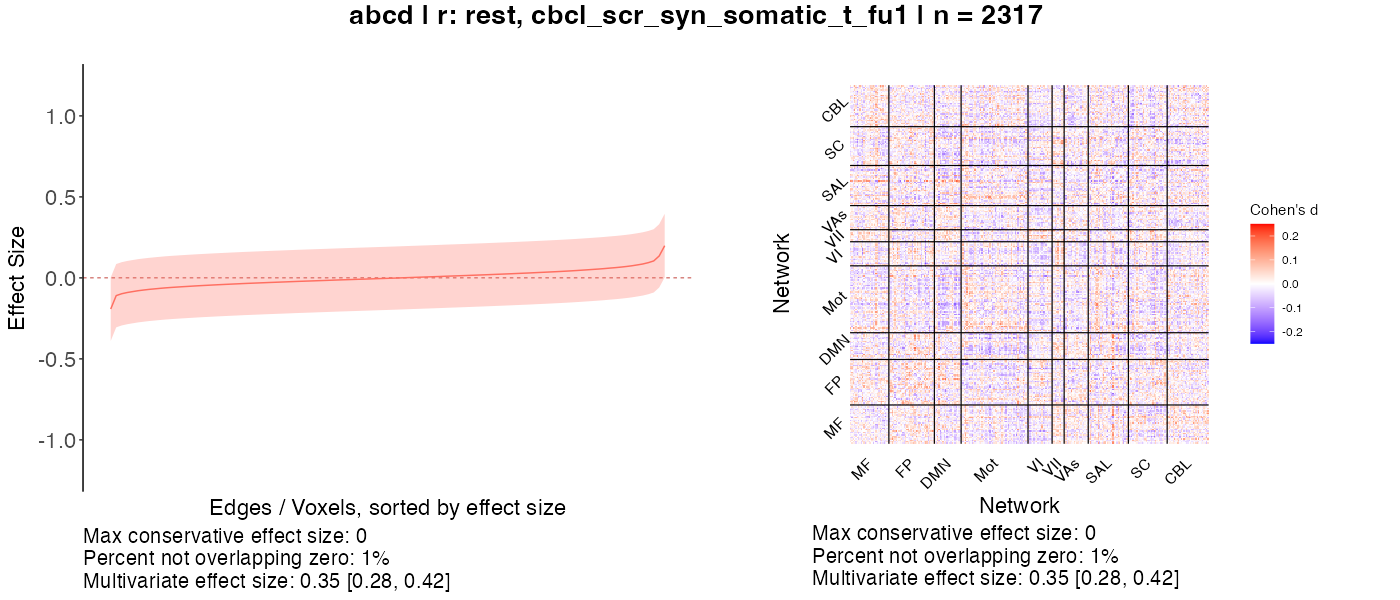 abcd | r: rest, cbcl_scr_syn_somatic_t_fu1 | n = 2317
Effect Size
1.0
0.5
0.0
-0.5
-1.0
Edges / Voxels, sorted by effect size
Max conservative effect size: 0
Percent not overlapping zero: 1%
Multivariate effect size: 0.35 [0.28, 0.42]
Network
CBL
SC
SAL
VAs
VII
VI
Mot
DMN
FP
MF
MF
FP
DMN
Mot
VI
VII
VAs
SAL
SC
CBL
Network
Cohen's d
0.2
0.1
0.0
-0.1
-0.2
Max conservative effect size: 0
Percent not overlapping zero: 1%
Multivariate effect size: 0.35 [0.28, 0.42]